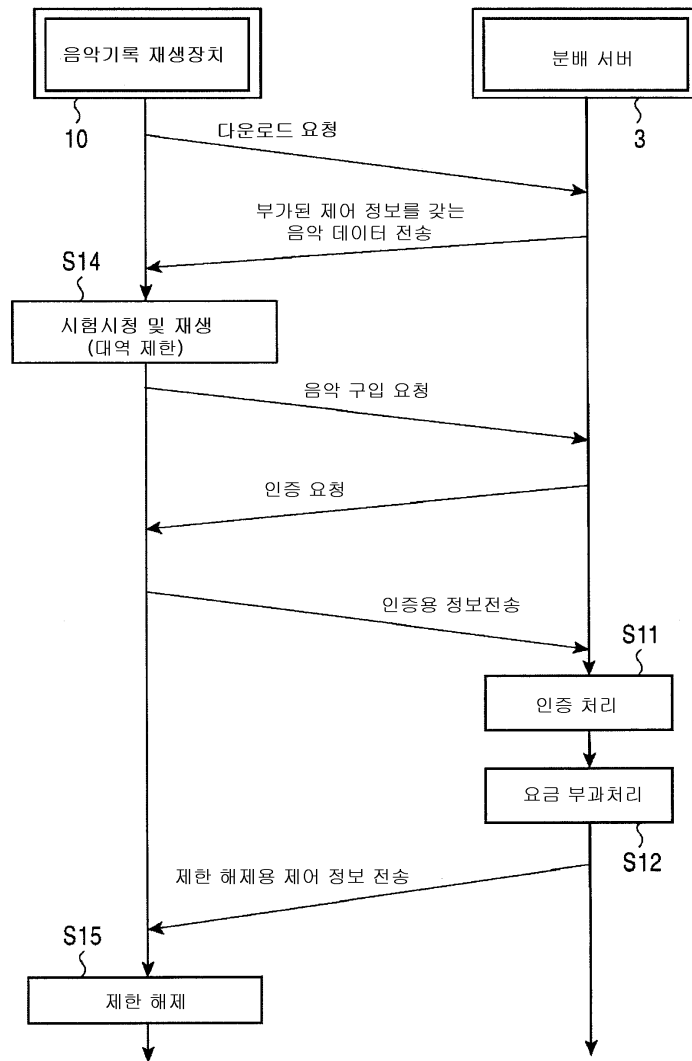 음악기록 재생장치
분배 서버
10
3
다운로드 요청
부가된 제어 정보를 갖는
음악 데이터 전송
S14
시험시청 및 재생
(대역 제한)
음악 구입 요청
인증 요청
인증용 정보전송
S11
인증 처리
요금 부과처리
S12
제한 해제용 제어 정보 전송
S15
제한 해제